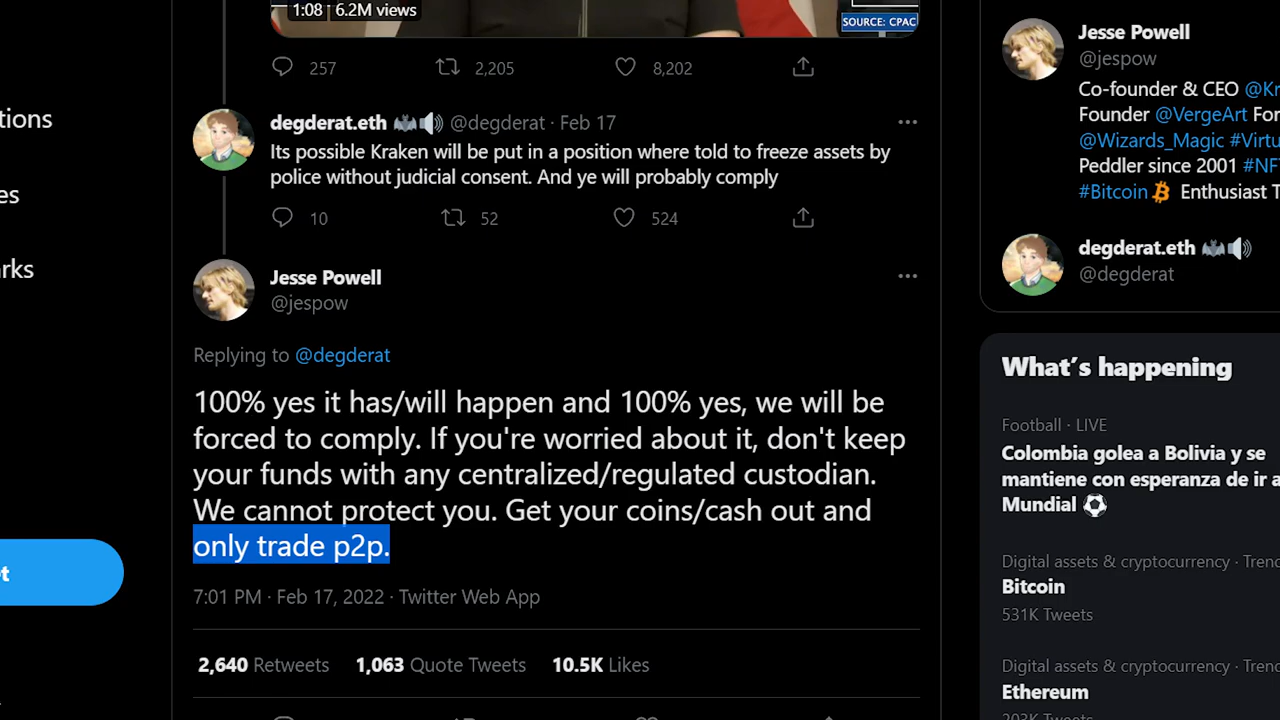 1:08 6.2M views
SOURCE: CPAC
257 2,205 8,202
degderat.eth @degderat · Feb 17
Its possible Kraken will be put in a position where told to freeze assets by
police without judicial consent. And ye will probably comply
10 52 524
Jesse Powell
@jespow
Replying to @degderat
100% yes it has/will happen and 100% yes, we will be
forced to comply. If you're worried about it, don't keep
your funds with any centralized/regulated custodian.
We cannot protect you. Get your coins/cash out and
only trade p2p.
7:01 PM · Feb 17, 2022 · Twitter Web App
2,640 Retweets 1,063 Quote Tweets 10.5K Likes
tions
es
rks
t
Jesse Powell
@jespow
Co-founder & CEO @Kr
Founder @VergeArt For
@Wizards_Magic #Virtu
Peddler since 2001 #NF
#Bitcoin Enthusiast T
degderat.eth
@degderat
What's happening
Football · LIVE
Colombia golea a Bolivia y se
mantiene con esperanza de ir a
Mundial
Digital assets & cryptocurrency · Trenc
Bitcoin
531K Tweets
Digital assets & cryptocurrency · Trenc
Ethereum